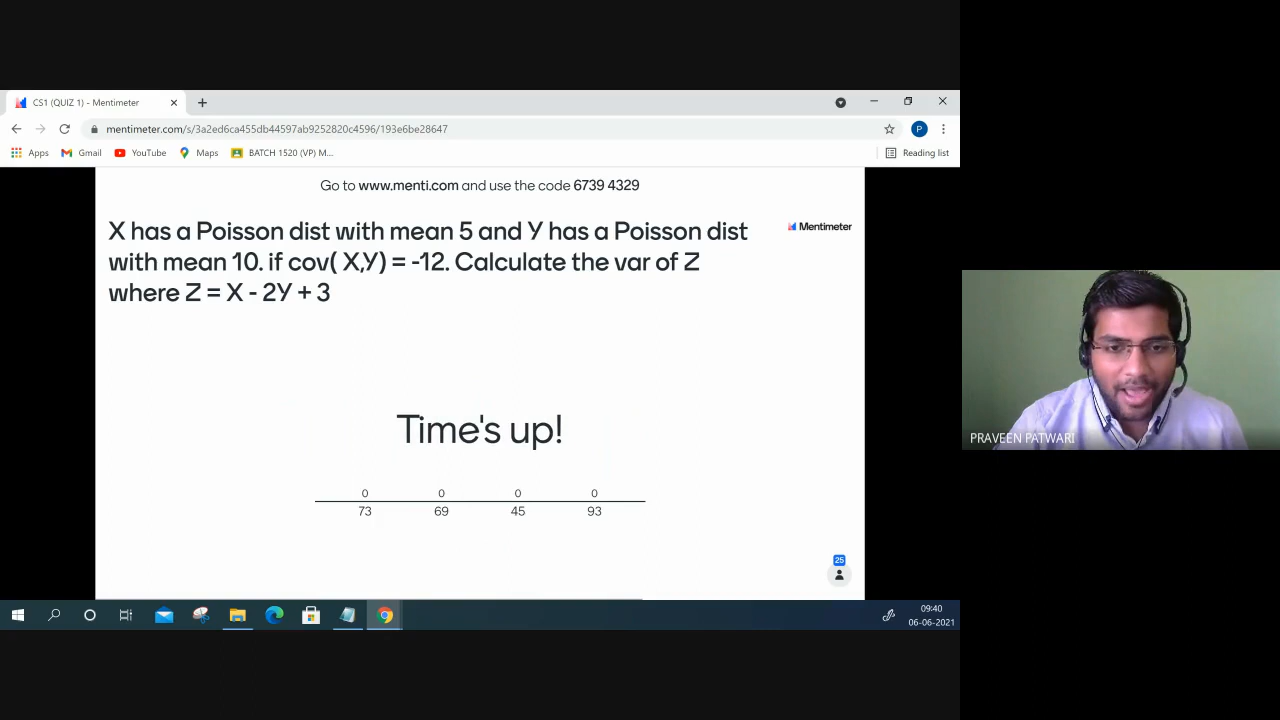 CS1 (QUIZ 1) - Mentimeter
mentimeter.com/s/3a2ed6ca455db44597ab9252820c4596/193e6be28647
P
Apps Gmail YouTube Maps BATCH 1520 (VP) M... Reading list
Go to www.menti.com and use the code 6739 4329
Mentimeter
X has a Poisson dist with mean 5 and Y has a Poisson dist
with mean 10. if cov( X,Y) = -12. Calculate the var of Z
where Z = X - 2Y + 3
Time's up!
0 0 0 0
73 69 45 93
25
PRAVEEN PATWARI
09:40
06-06-2021